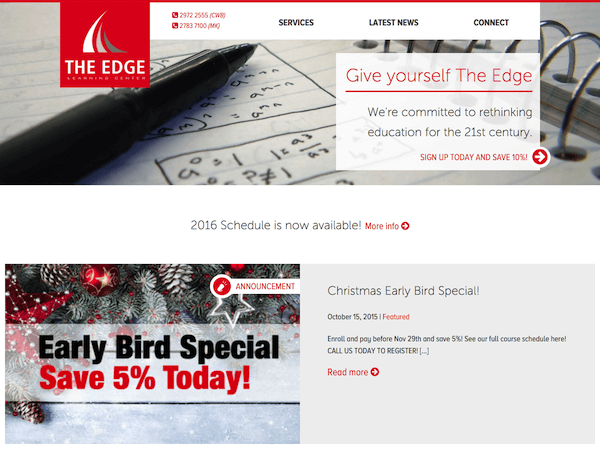 2972 2555 (CWB)
2783 7100 (MK)
SERVICES
LATEST NEWS
CONNECT
THE EDGE
LEARNING CENTER
Give yourself The Edge
We're committed to rethinking
education for the 21st century.
SIGN UP TODAY AND SAVE 10%!
2016 Schedule is now available! More info
ANNOUNCEMENT
Early Bird Special
Save 5% Today!
Christmas Early Bird Special!
October 15, 2015 | Featured
Enroll and pay before Nov 29th and save 5%! See our full course schedule here!
CALL US TODAY TO REGISTER! [...]
Read more